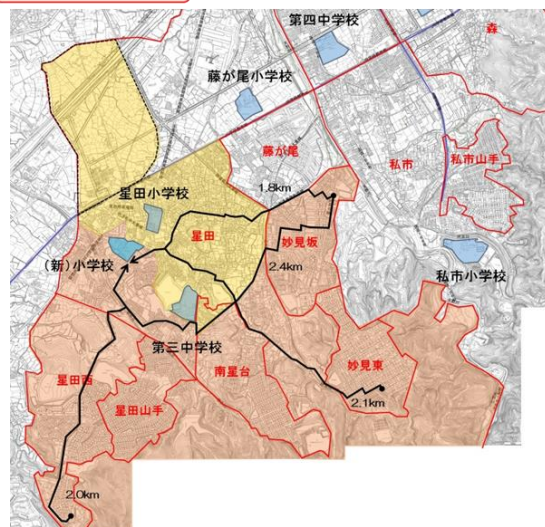 第四中学校
森
藤が尾小学校
藤が尾
私市
私市山手
星田小学校
1.8km
星田
妙見坂
(新)小学校
2.4km
私市小学校
第三中学校
星田西
南星台
妙見東
星田山手
2.1km
2.0km